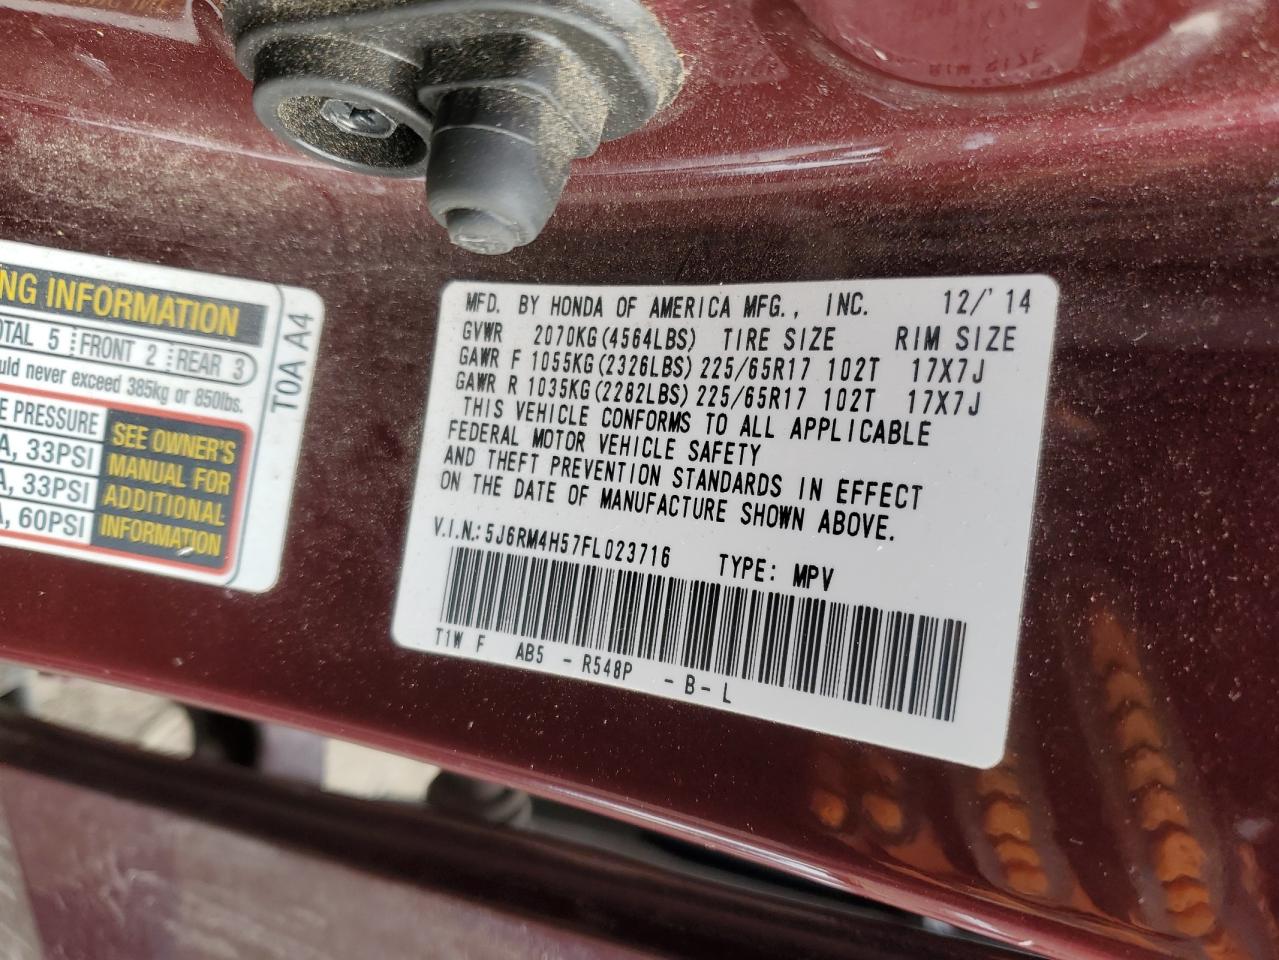 NG INFORMATION
OTAL 5 FRONT 2 REAR 3
uld never exceed 385kg or 850lbs.
E PRESSURE
A, 33PSI
A, 33PSI
A, 60PSI
SEE OWNER'S
MANUAL FOR
ADDITIONAL
INFORMATION
T0A A4
MFD. BY HONDA OF AMERICA MFG., INC. 12/'14
GVWR 2070KG(4564LBS) TIRE SIZE RIM SIZE
GAWR F 1055KG(2326LBS) 225/65R17 102T 17X7J
GAWR R 1035KG(2282LBS) 225/65R17 102T 17X7J
THIS VEHICLE CONFORMS TO ALL APPLICABLE
FEDERAL MOTOR VEHICLE SAFETY
AND THEFT PREVENTION STANDARDS IN EFFECT
ON THE DATE OF MANUFACTURE SHOWN ABOVE.
V.I.N.: 5J6RM4H57FL023716 TYPE: MPV
T1W F AB5 - R548P - B - L